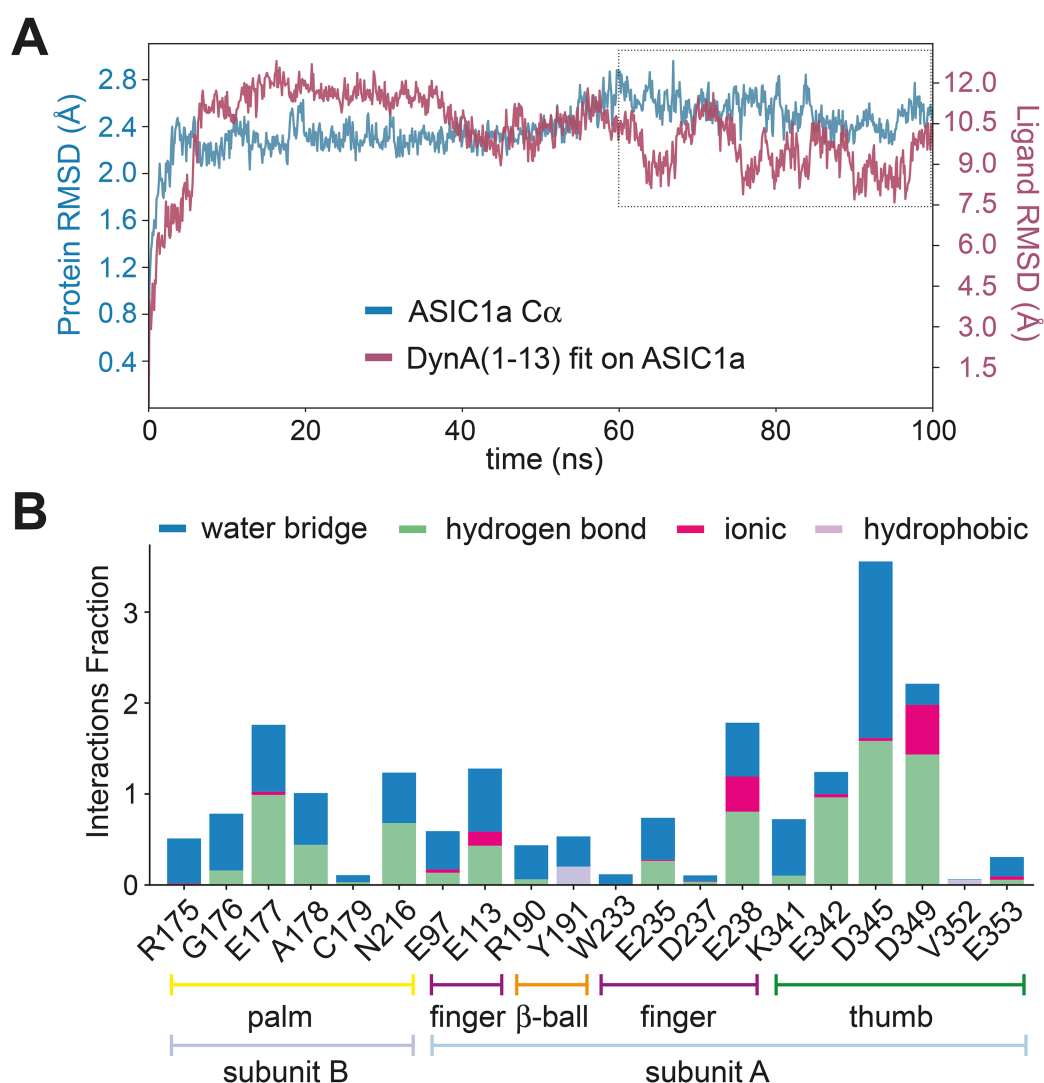 A
Protein RMSD (Å)
2.8
2.4
2.0
1.6
1.2
0.8
0.4
12.0
10.5
9.0
7.5
6.0
4.5
3.0
1.5
Ligand RMSD (Å)
ASIC1a Cα
DynA(1-13) fit on ASIC1a
0 20 40 60 80 100
time (ns)
B
water bridge hydrogen bond ionic hydrophobic
Interactions Fraction
3
2
1
0
R175 G176 E177 A178 C179 N216 E97 E113 R190 Y191 W233 E235 D237 E238 K341 E342 D345 D349 V352 E353
palm finger β-ball finger thumb
subunit B subunit A